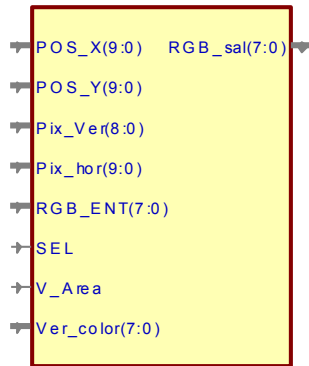 POS_X(9:0) RGB_sal(7:0)
POS_Y(9:0)
Pix_Ver(8:0)
Pix_hor(9:0)
RGB_ENT(7:0)
SEL
V_Area
Ver_color(7:0)